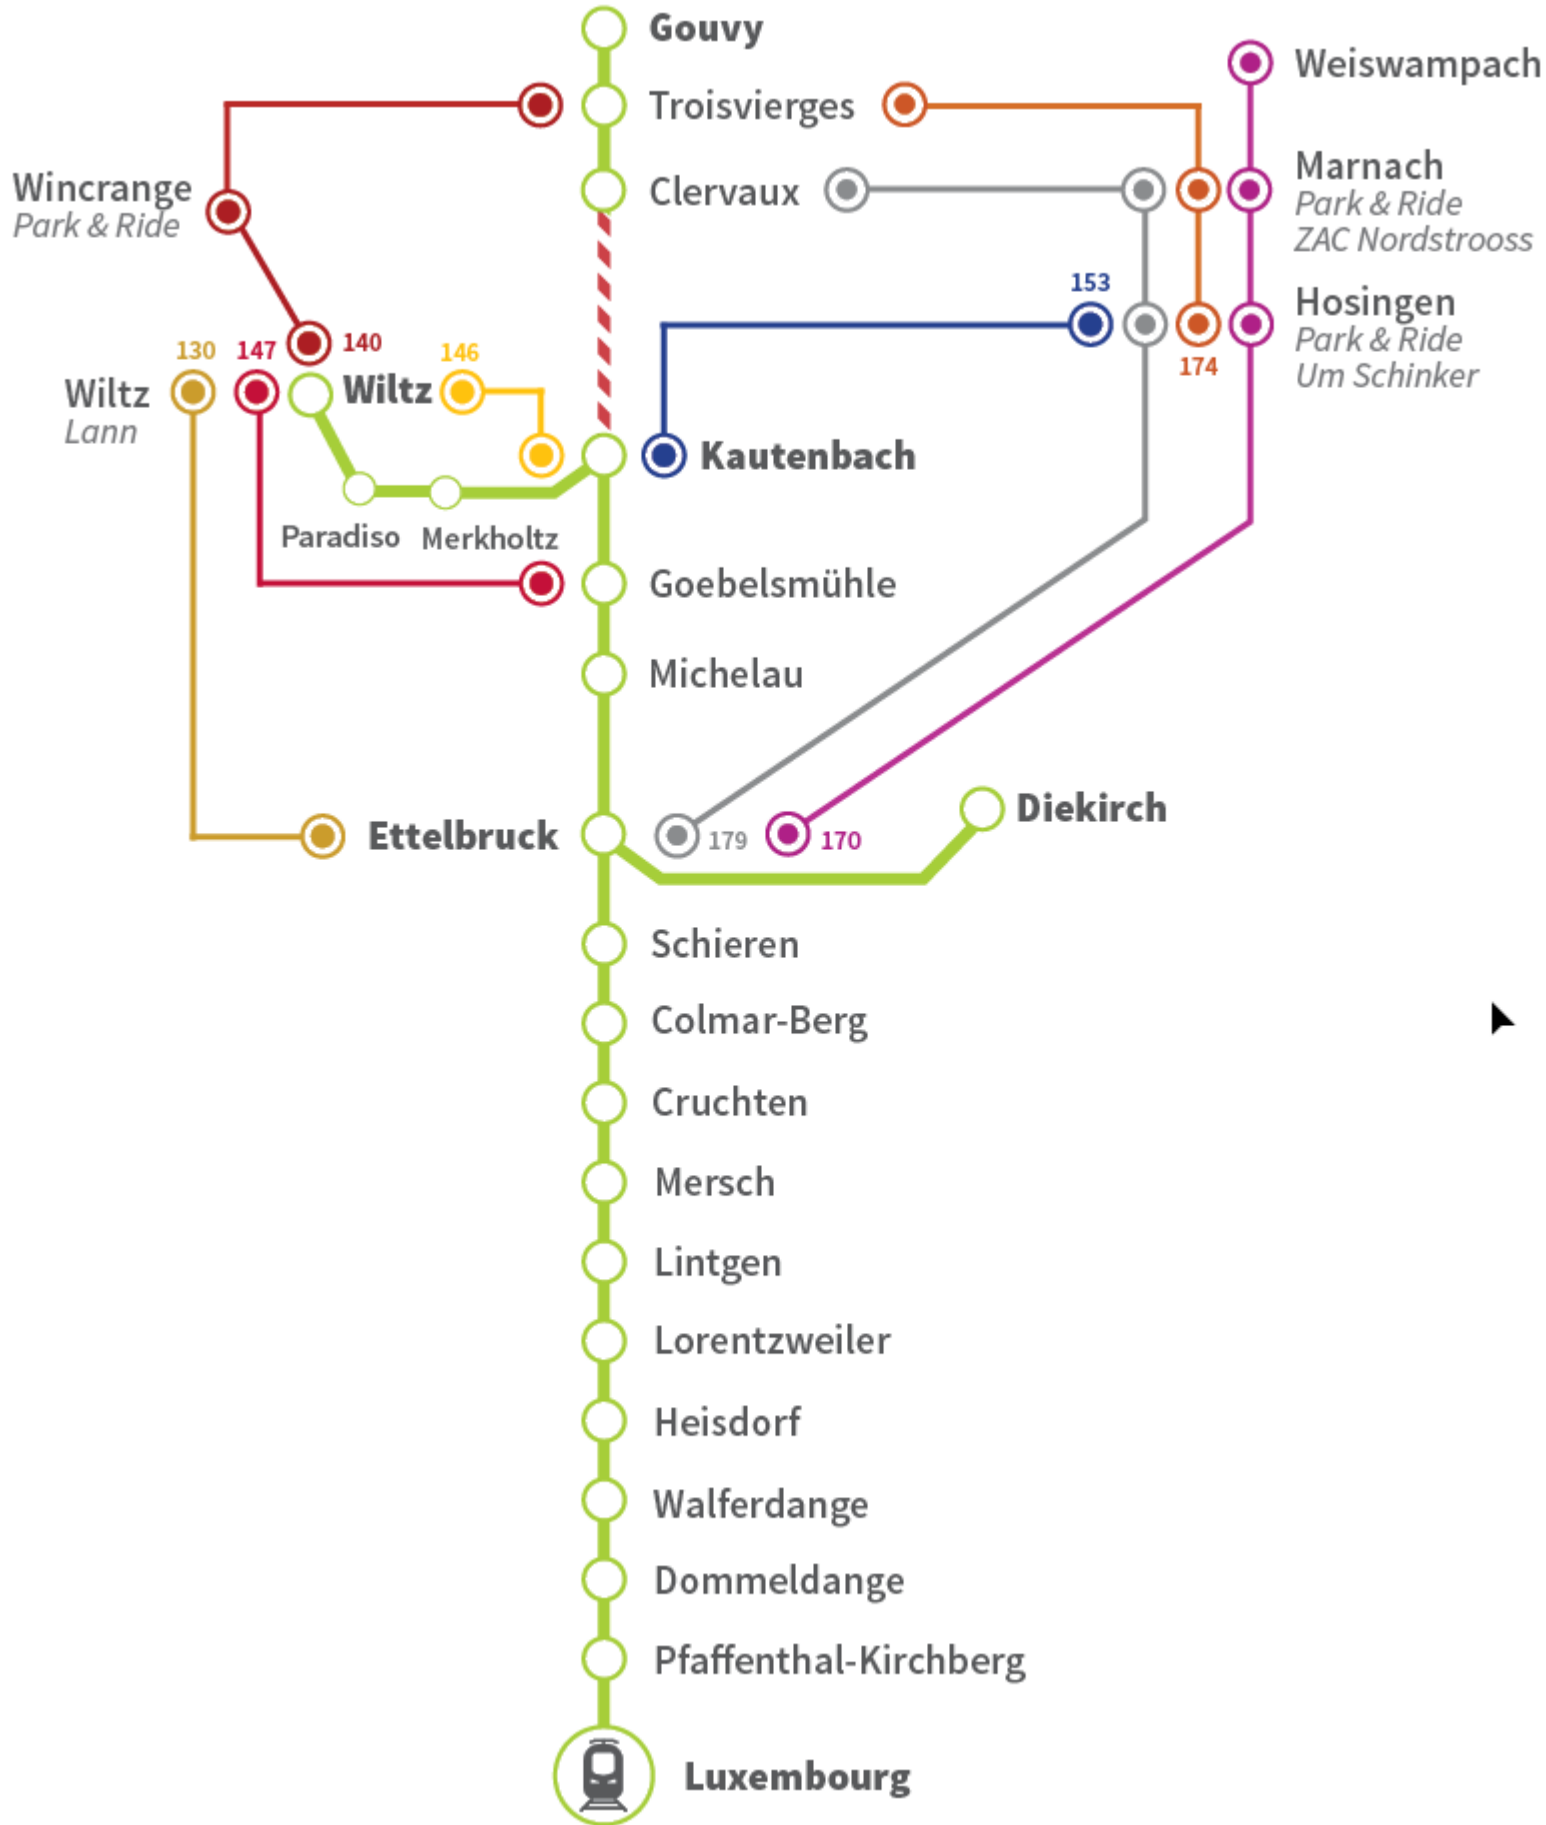 Gouvy
Weiswampach
Troisvierges
Marnach
Park & Ride
ZAC Nordstrooss
Wincrange
Park & Ride
Clervaux
153
Hosingen
Park & Ride
Um Schinker
174
130
147
140
146
Wiltz
Lann
Wiltz
Kautenbach
Paradiso
Merkholtz
Goebelsmühle
Michelau
Ettelbruck
179
170
Diekirch
Schieren
Colmar-Berg
Cruchten
Mersch
Lintgen
Lorentzweiler
Heisdorf
Walferdange
Dommeldange
Pfaffenthal-Kirchberg
Luxembourg